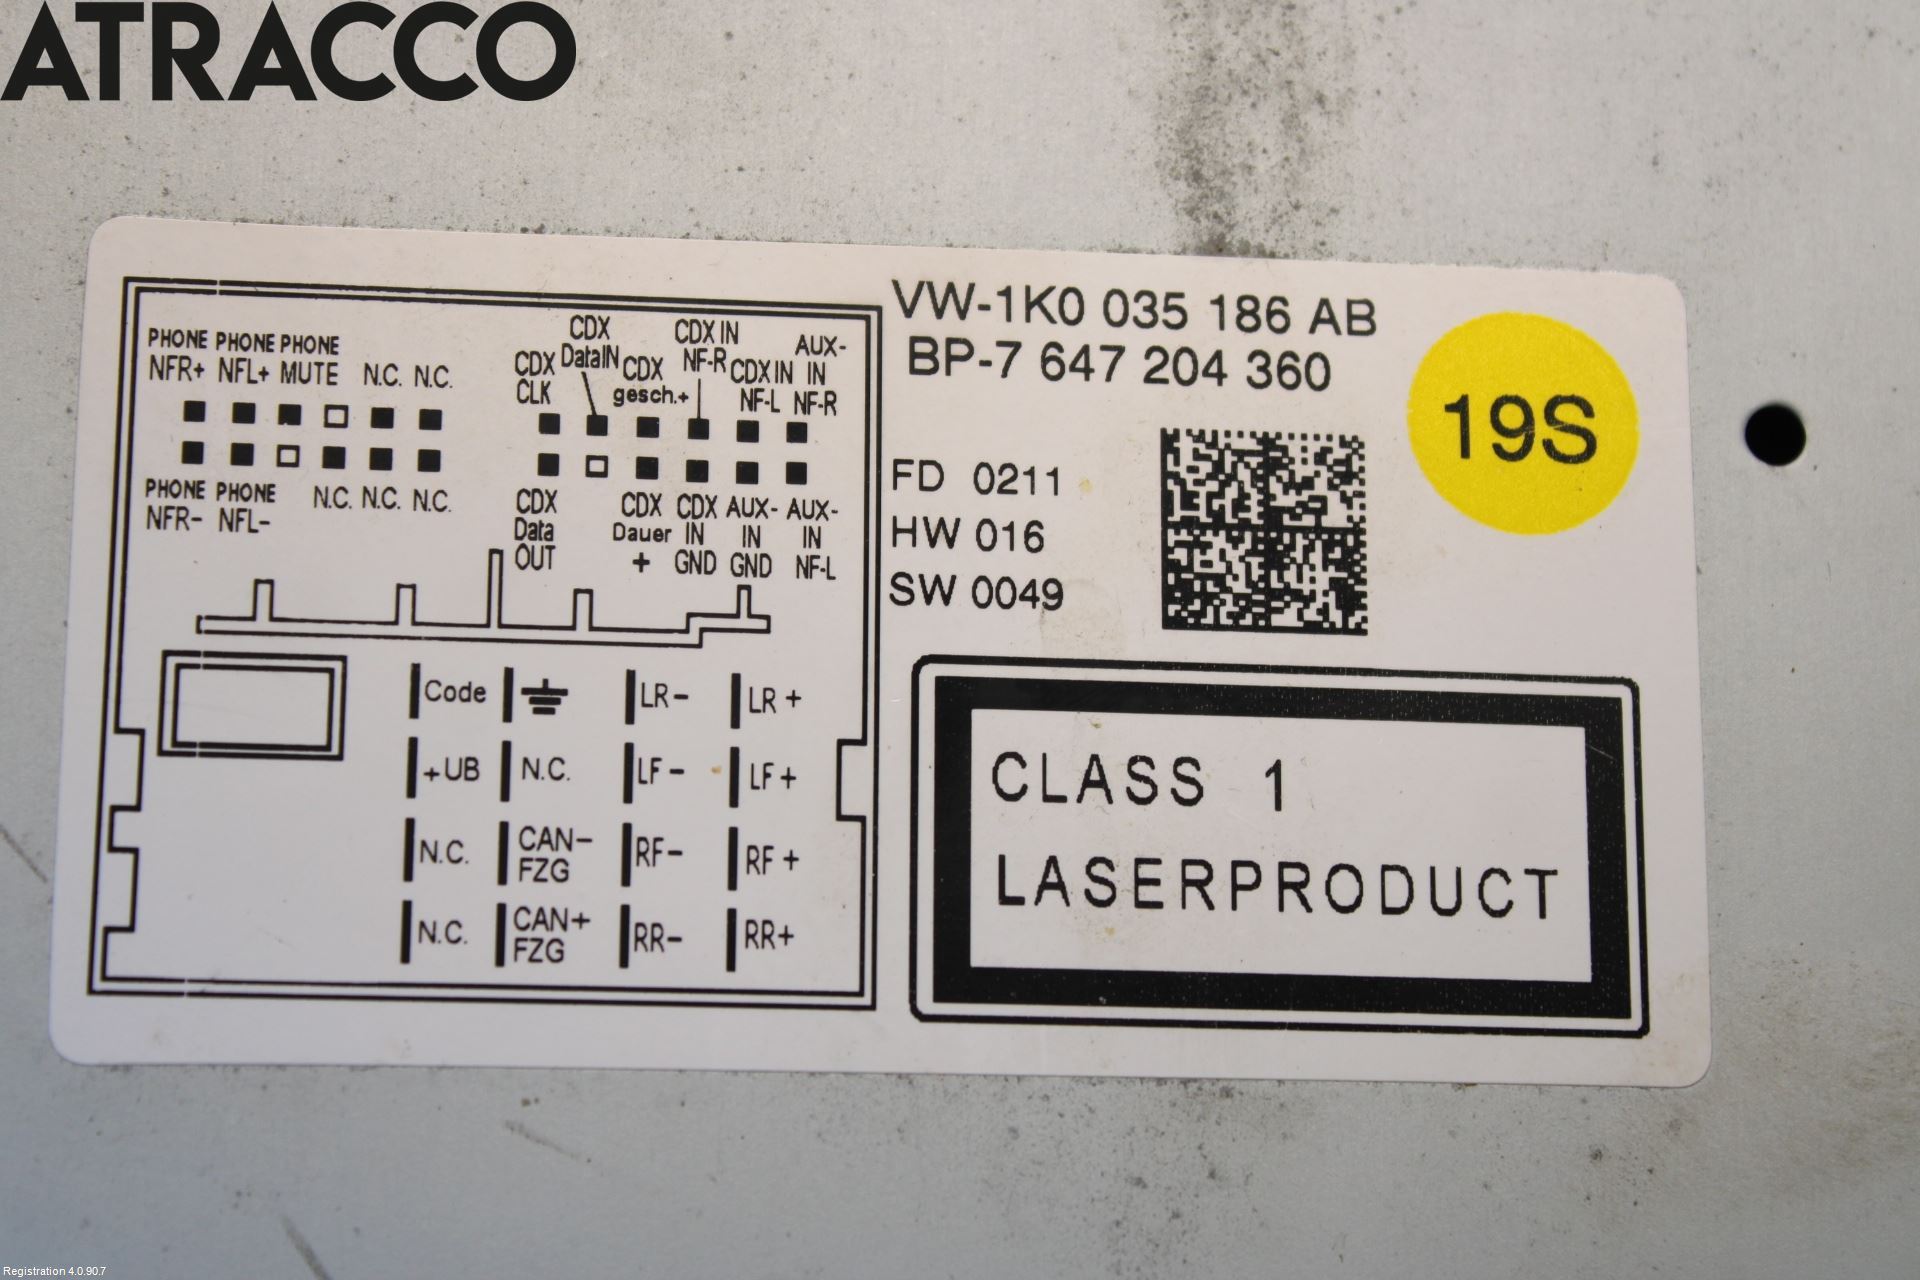 ATRACCO
PHONE PHONE PHONE
NFR+ NFL+ MUTE N.C. N.C.
CDX CLK
CDX DataIN
CDX gesch.+
CDX IN NF-R
CDX IN NF-L
AUX-IN NF-R
PHONE PHONE
NFR- NFL- N.C. N.C. N.C.
CDX Data OUT
CDX Dauer +
CDX IN GND
AUX-IN GND
AUX-IN NF-L
Code LR- LR+
+UB N.C. LF- LF+
N.C. CAN- FZG RF- RF+
N.C. CAN+ FZG RR- RR+
VW-1K0 035 186 AB
BP-7 647 204 360
19S
FD 0211
HW 016
SW 0049
CLASS 1
LASERPRODUCT
Registration 4.0.90.7